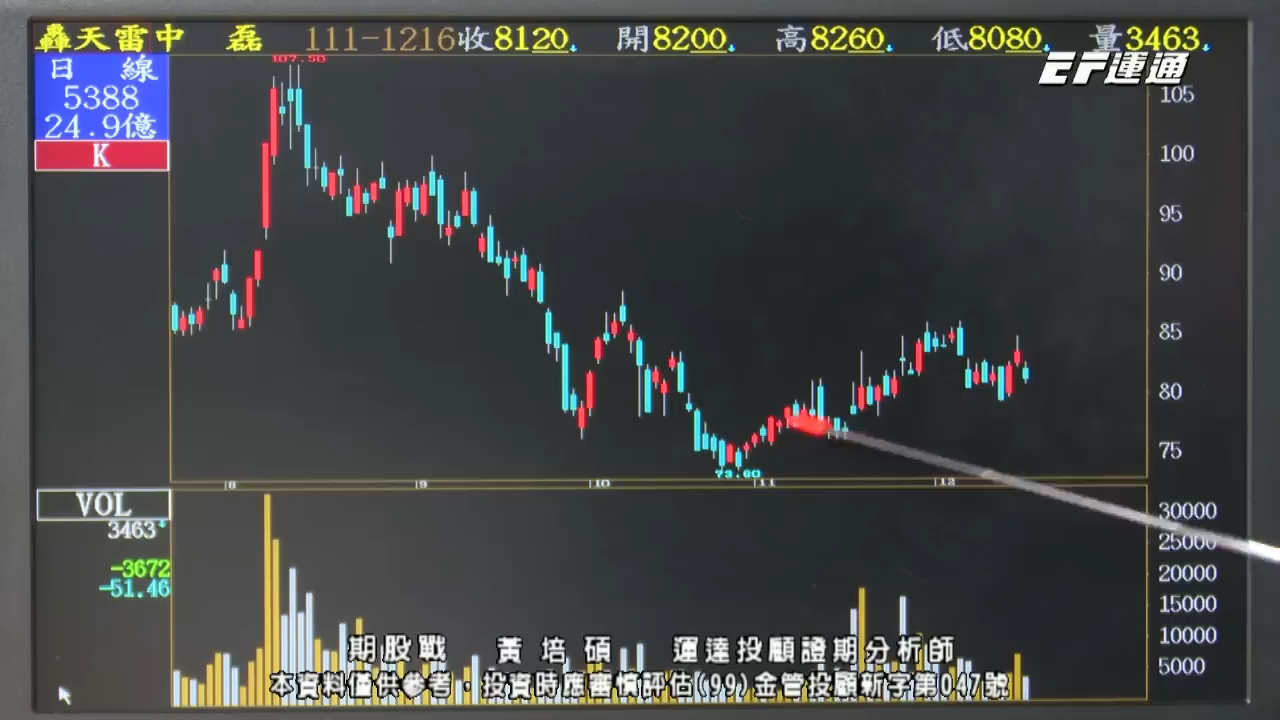 轟天雷中 磊 111-1216收8120 開8200 高8260 低8080 量3463
EF運通
日 線
5388
24.9億
K
107.50
105
100
95
90
85
80
75
73.60
8 9 10 11 12
VOL
3463
-3672
-51.46
30000
25000
20000
15000
10000
5000
期股戰 黃培碩 運達投顧證期分析師
本資料僅供參考，投資時應審慎評估(99)金管投顧新字第047號